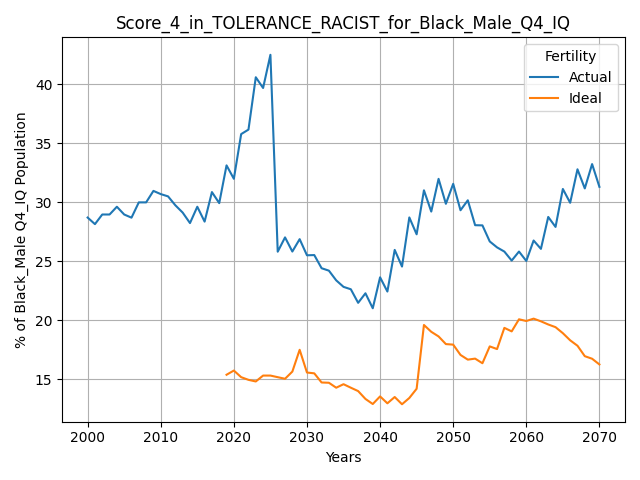 Score_4_in_TOLERANCE_RACIST_for_Black_Male_Q4_IQ
% of Black_Male Q4_IQ Population
40
35
30
25
20
15
Fertility
Actual
Ideal
2000 2010 2020 2030 2040 2050 2060 2070
Years